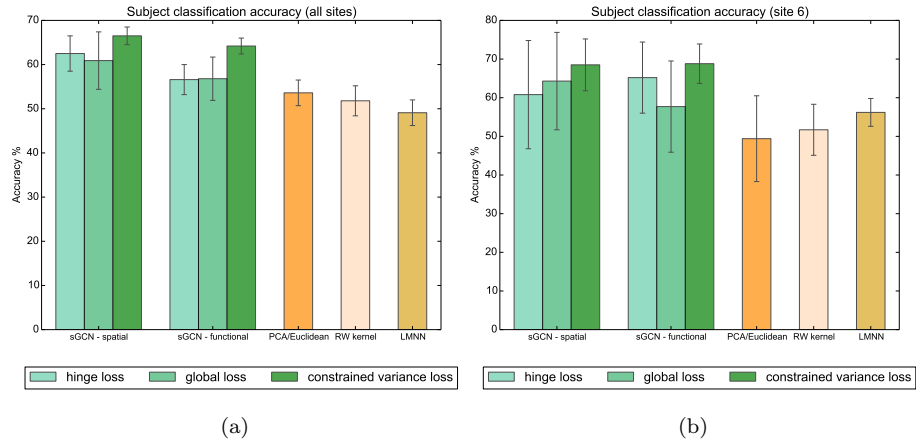 Subject classification accuracy (all sites)
80
70
60
50
40
30
20
10
0
Accuracy %
sGCN - spatial sGCN - functional PCA/Euclidean RW kernel LMNN
hinge loss global loss constrained variance loss
(a)
Subject classification accuracy (site 6)
80
70
60
50
40
30
20
10
0
Accuracy %
sGCN - spatial sGCN - functional PCA/Euclidean RW kernel LMNN
hinge loss global loss constrained variance loss
(b)